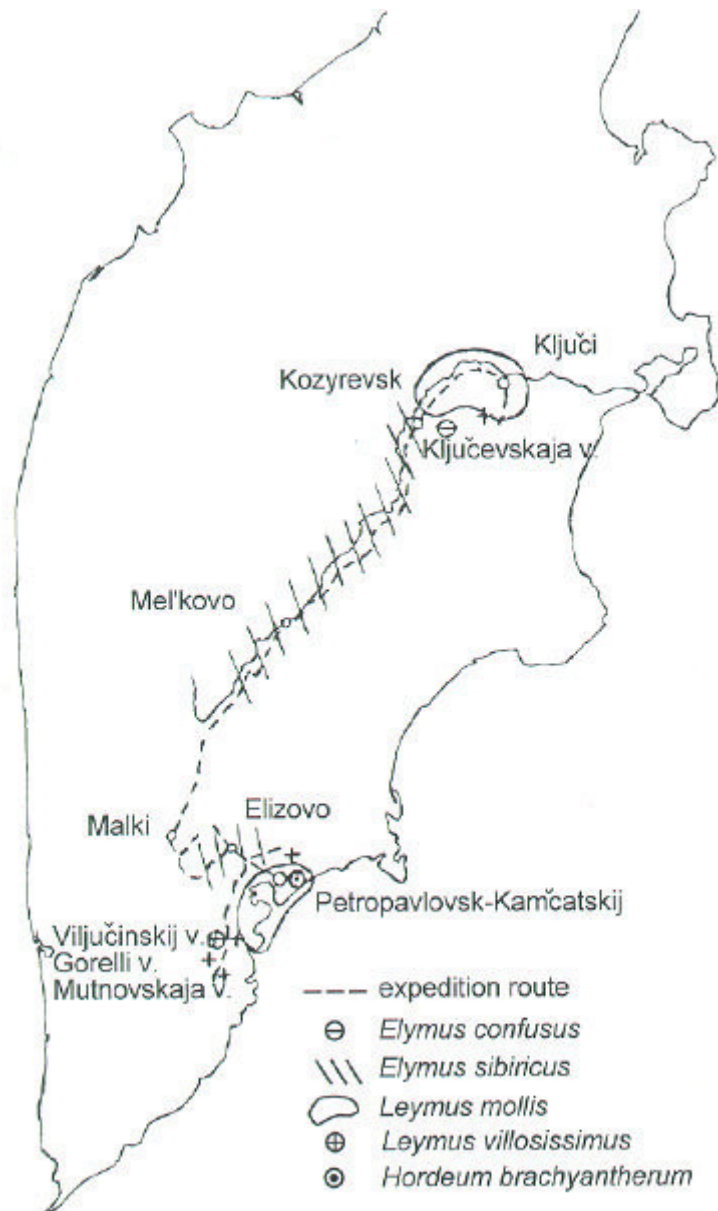 Ključi
Kozyrevsk
Ključevskaja v.
Mel'kovo
Elizovo
Malki
Petropavlovsk-Kamčatskij
Viljučinskij v.
Gorelli v.
Mutnovskaja v.
expedition route
Elymus confusus
Elymus sibiricus
Leymus mollis
Leymus villosissimus
Hordeum brachyantherum